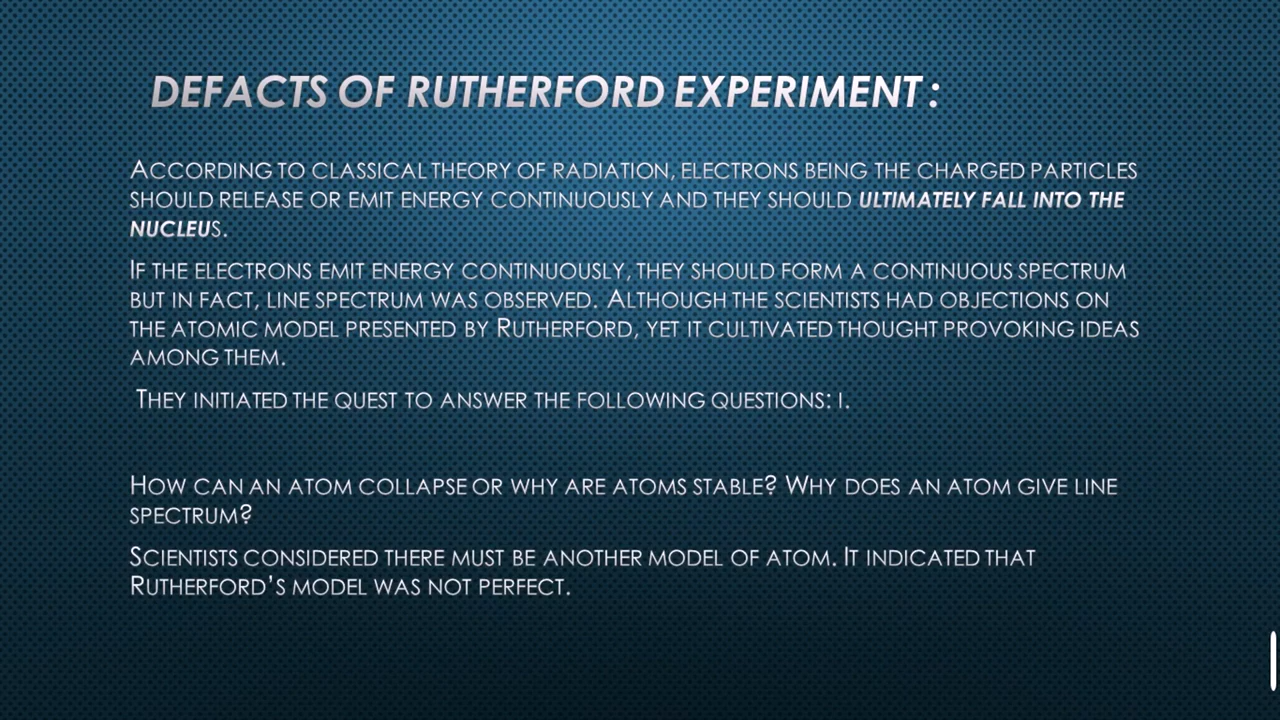 DEFACTS OF RUTHERFORD EXPERIMENT :
ACCORDING TO CLASSICAL THEORY OF RADIATION, ELECTRONS BEING THE CHARGED PARTICLES
SHOULD RELEASE OR EMIT ENERGY CONTINUOUSLY AND THEY SHOULD ULTIMATELY FALL INTO THE
NUCLEUS.
IF THE ELECTRONS EMIT ENERGY CONTINUOUSLY, THEY SHOULD FORM A CONTINUOUS SPECTRUM
BUT IN FACT, LINE SPECTRUM WAS OBSERVED. ALTHOUGH THE SCIENTISTS HAD OBJECTIONS ON
THE ATOMIC MODEL PRESENTED BY RUTHERFORD, YET IT CULTIVATED THOUGHT PROVOKING IDEAS
AMONG THEM.
THEY INITIATED THE QUEST TO ANSWER THE FOLLOWING QUESTIONS: I.
HOW CAN AN ATOM COLLAPSE OR WHY ARE ATOMS STABLE? WHY DOES AN ATOM GIVE LINE
SPECTRUM?
SCIENTISTS CONSIDERED THERE MUST BE ANOTHER MODEL OF ATOM. IT INDICATED THAT
RUTHERFORD'S MODEL WAS NOT PERFECT.